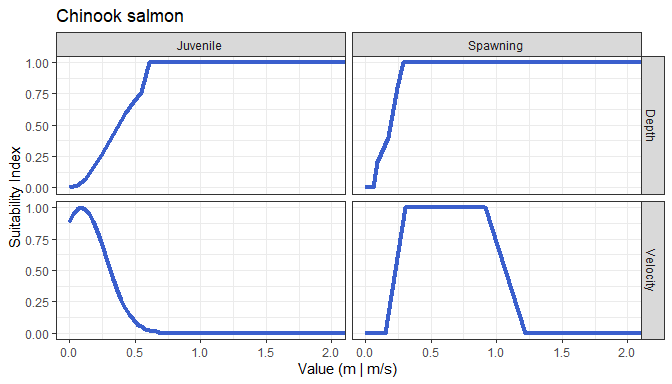 Chinook salmon
Juvenile
Spawning
Suitability Index
1.00
0.75
0.50
0.25
0.00
Depth
1.00
0.75
0.50
0.25
0.00
Velocity
0.0 0.5 1.0 1.5 2.0
0.0 0.5 1.0 1.5 2.0
Value (m | m/s)